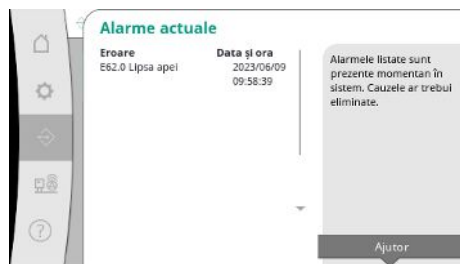 Alarme actuale
Eroare Data și ora
E62.0 Lipsa apei 2023/06/09
09:58:39
Alarmele listate sunt
prezente momentan în
sistem. Cauzele ar trebui
eliminate.
Ajutor